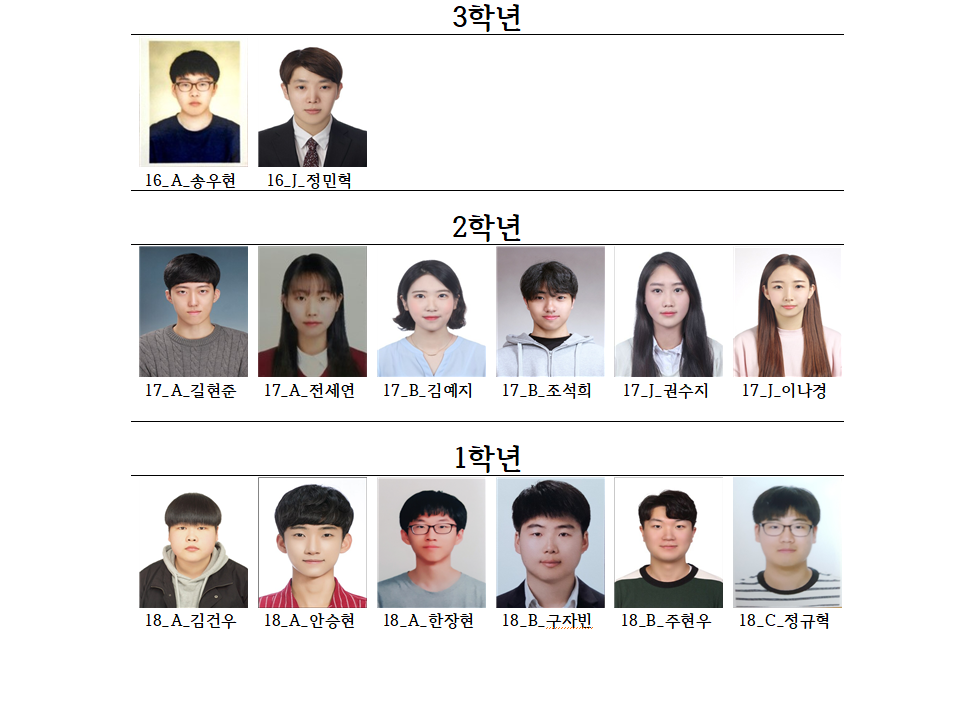 3학년
16_A_송우현 16_J_정민혁
2학년
17_A_길현준 17_A_전세연 17_B_김예지 17_B_조석희 17_J_권수지 17_J_이나경
1학년
18_A_김건우 18_A_안승현 18_A_한장현 18_B_구자빈 18_B_주현우 18_C_정규혁